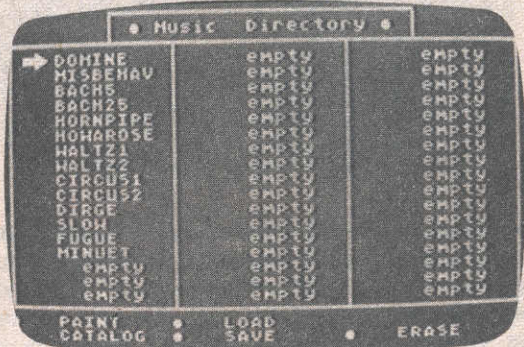 ● Music Directory ●
DOMINE empty empty
MISBEHAV empty empty
BACH5 empty empty
BACH25 empty empty
HORNPIPE empty empty
HOWAROSE empty empty
WALTZ1 empty empty
WALTZ2 empty empty
CIRCUS1 empty empty
CIRCUS2 empty empty
DIRGE empty empty
SLOW empty empty
FUGUE empty empty
MINUET empty empty
empty empty empty
empty empty empty
empty empty empty
PAINT ● LOAD
CATALOG ● SAVE ● ERASE